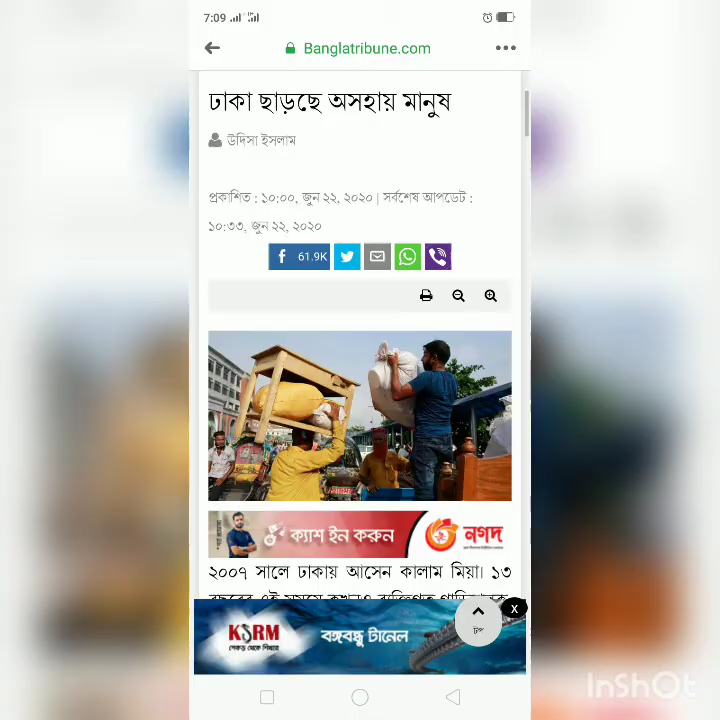 7:09
Banglatribune.com
ঢাকা ছাড়ছে অসহায় মানুষ
উদিসা ইসলাম
প্রকাশিত : ১০:০০, জুন ২২, ২০২০ | সর্বশেষ আপডেট :
১০:৩৩, জুন ২২, ২০২০
61.9K
ক্যাশ ইন করুন
নগদ
২০০৭ সালে ঢাকায় আসেন কালাম মিয়া। ১৩
X
টপ
KSRM
বঙ্গবন্ধু টানেল
InShOt